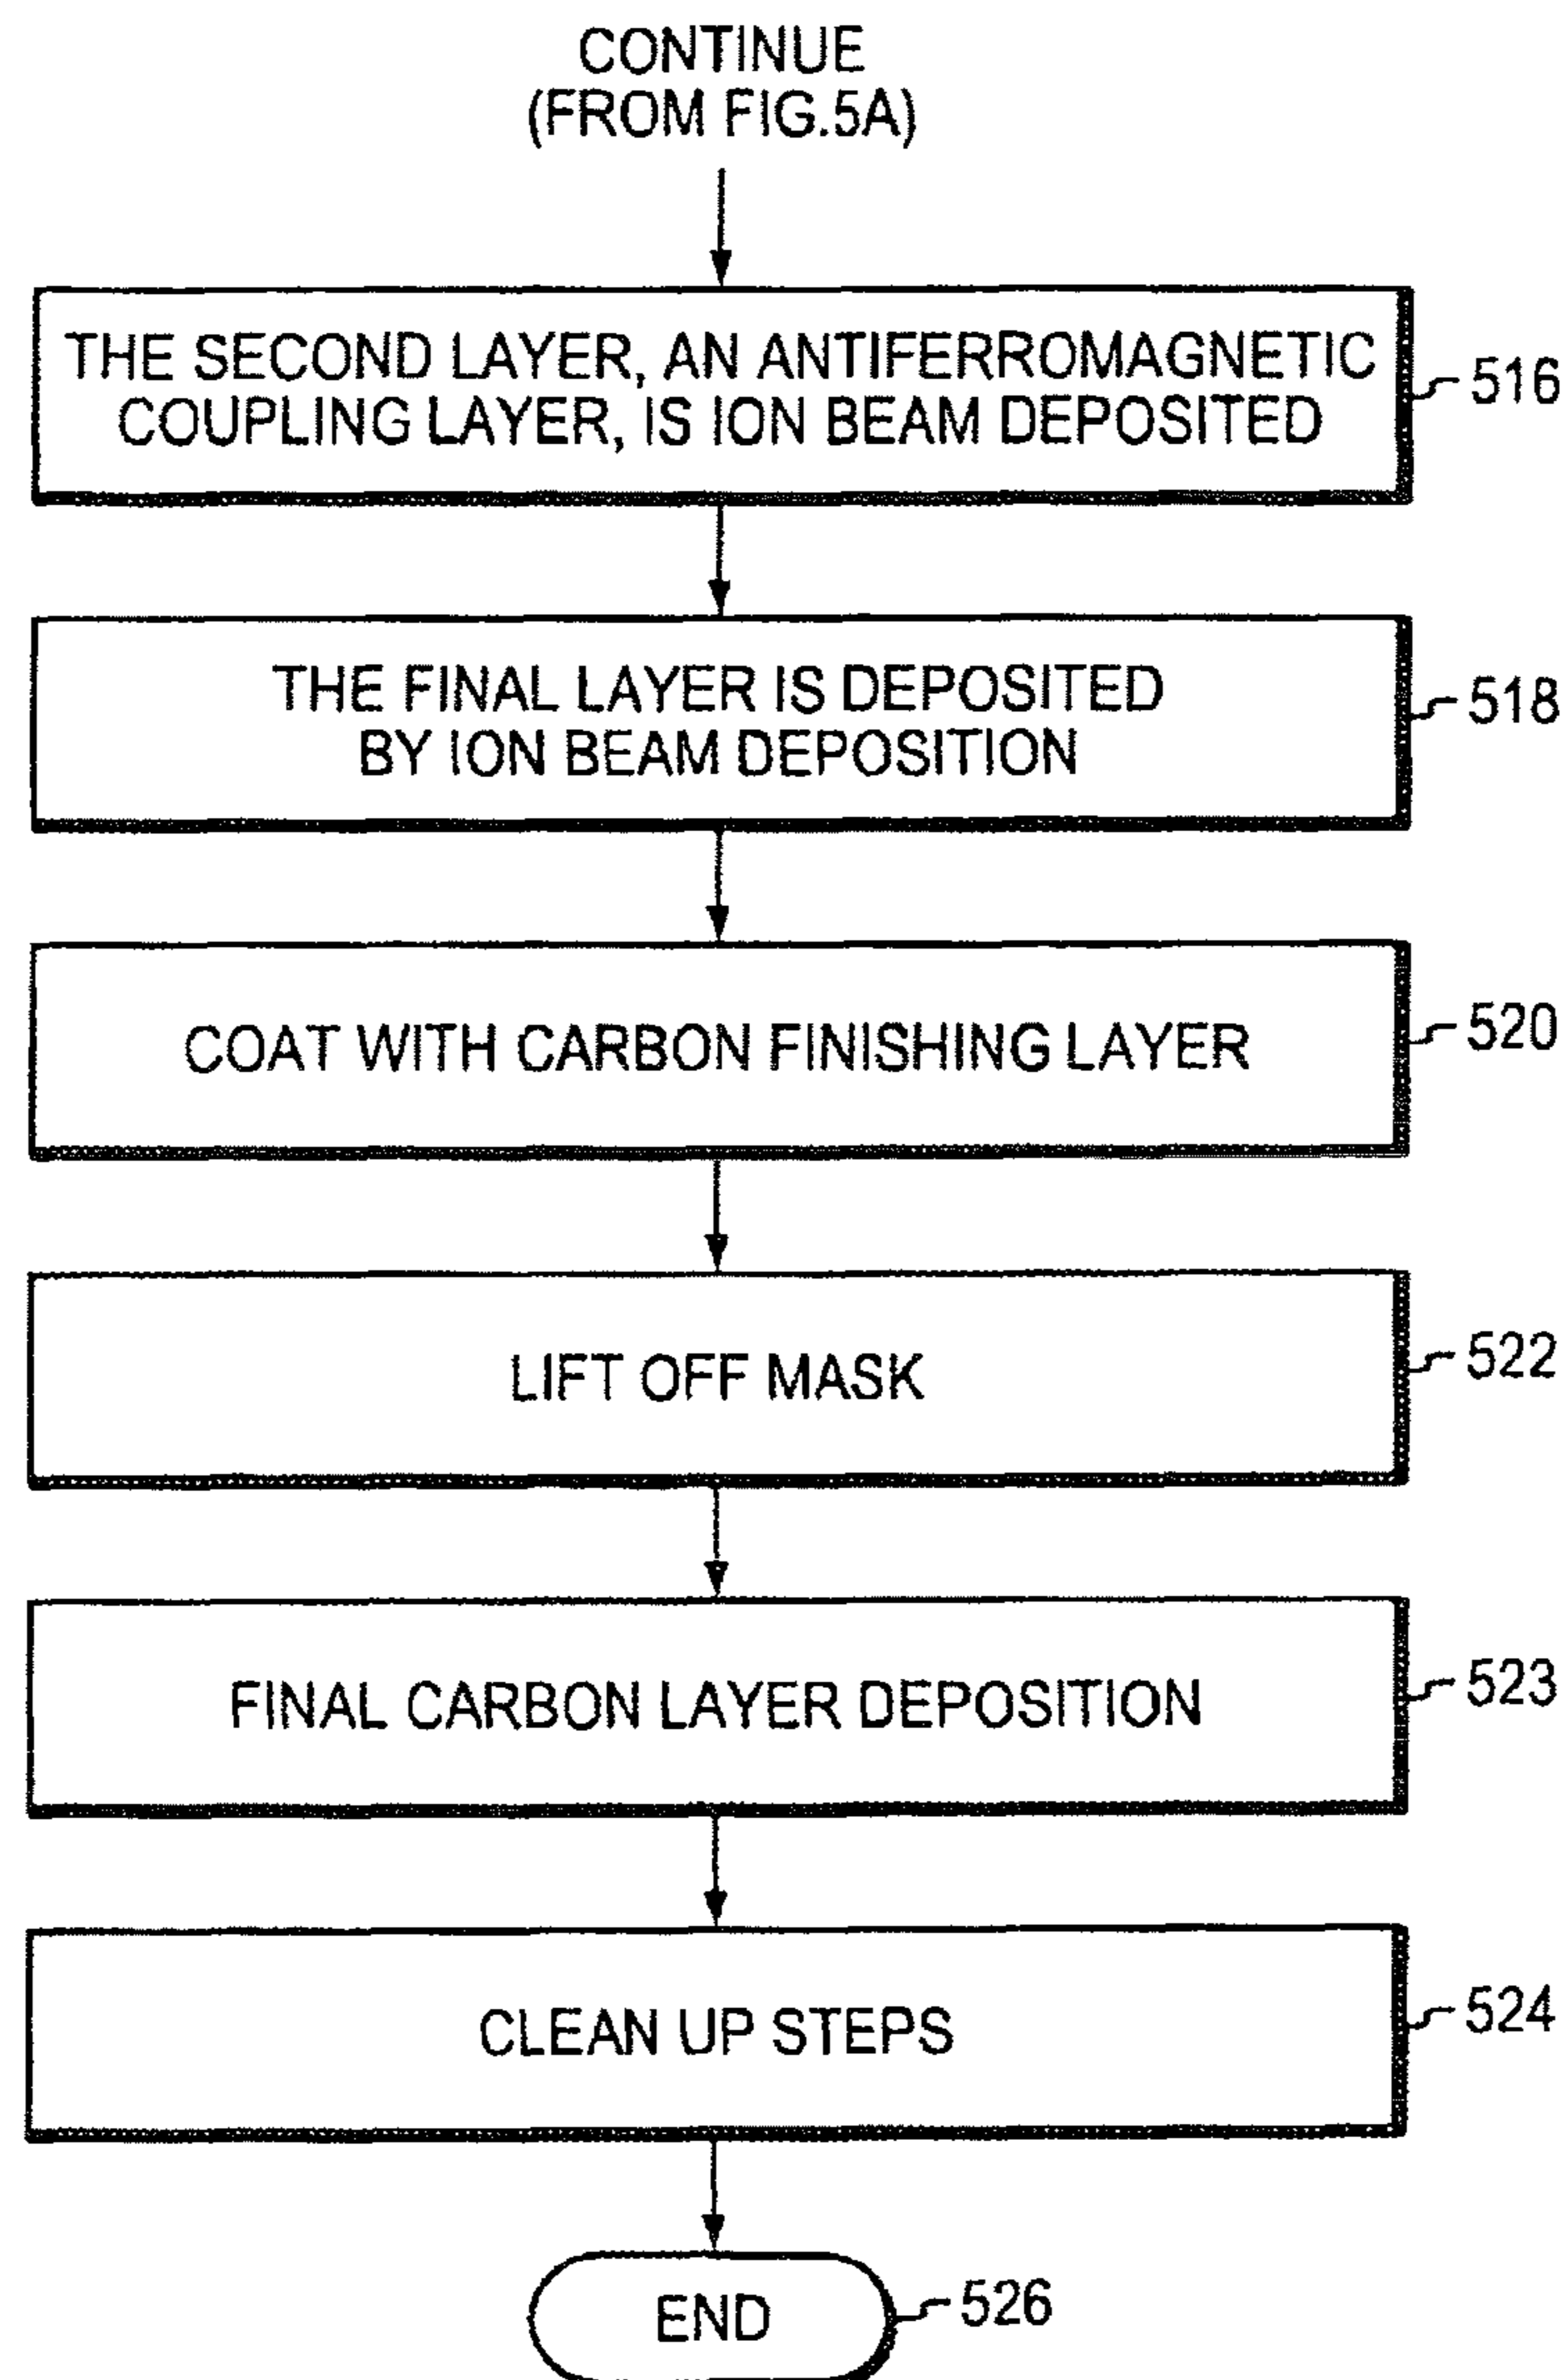 CONTINUE
(FROM FIG.5A)
THE SECOND LAYER, AN ANTIFERROMAGNETIC
COUPLING LAYER, IS ION BEAM DEPOSITED
516
THE FINAL LAYER IS DEPOSITED
BY ION BEAM DEPOSITION
518
COAT WITH CARBON FINISHING LAYER
520
LIFT OFF MASK
522
FINAL CARBON LAYER DEPOSITION
523
CLEAN UP STEPS
524
END
526